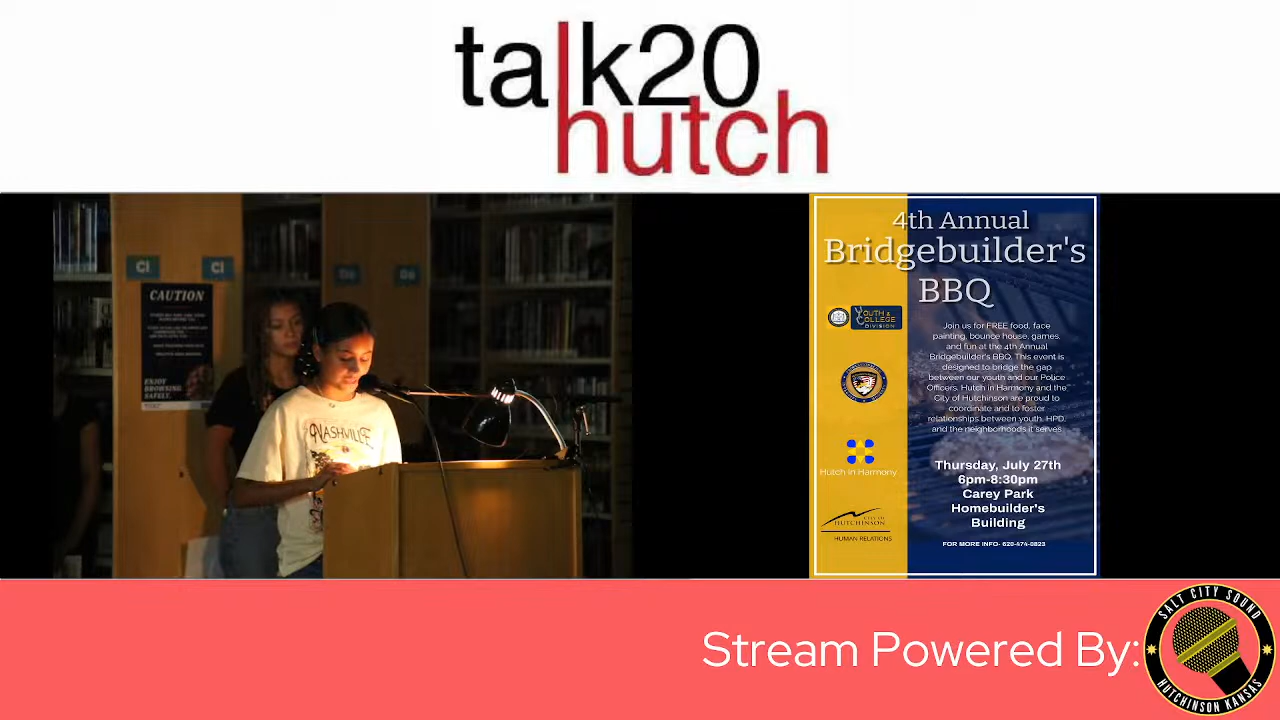 talk20
hutch
CI
CI
CAUTION
ENJOY
BROWSING
SAFELY.
NASHVILLE
4th Annual
Bridgebuilder's
BBQ
YOUTH &
COLLEGE
DIVISION
Join us for FREE food, face
painting, bounce house, games,
and fun at the 4th Annual
Bridgebuilder's BBQ. This event is
designed to bridge the gap
between our youth and our Police
Officers. Hutch in Harmony and the
City of Hutchinson are proud to
coordinate and to foster
relationships between youth, HPD,
and the neighborhoods it serves.
Hutch in Harmony
Thursday, July 27th
6pm-8:30pm
Carey Park
Homebuilder's
Building
CITY OF
HUTCHINSON
HUMAN RELATIONS
FOR MORE INFO- 620-474-0823
Stream Powered By:
SALT CITY SOUND
HUTCHINSON KANSAS